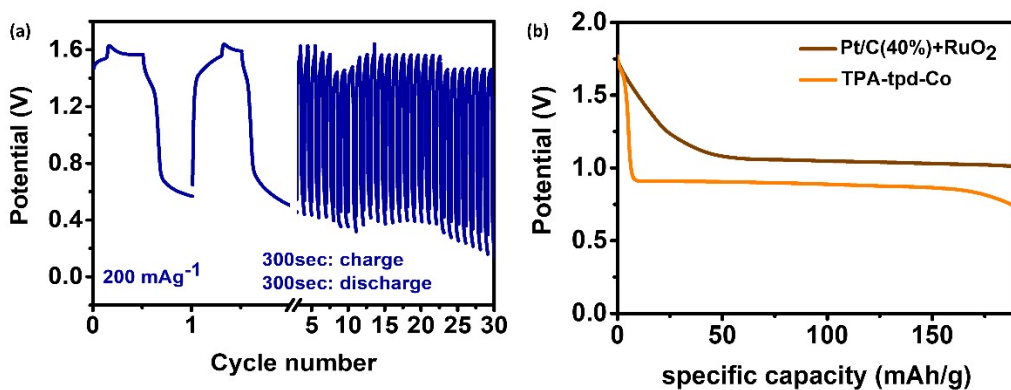 (a)
Potential (V)
1.6
1.2
0.8
0.4
0.0
200 mAg⁻¹
300sec: charge
300sec: discharge
0 1 5 10 15 20 25 30
Cycle number
(b)
Potential (V)
2.0
1.5
1.0
0.5
0.0
Pt/C(40%)+RuO₂
TPA-tpd-Co
0 50 100 150
specific capacity (mAh/g)